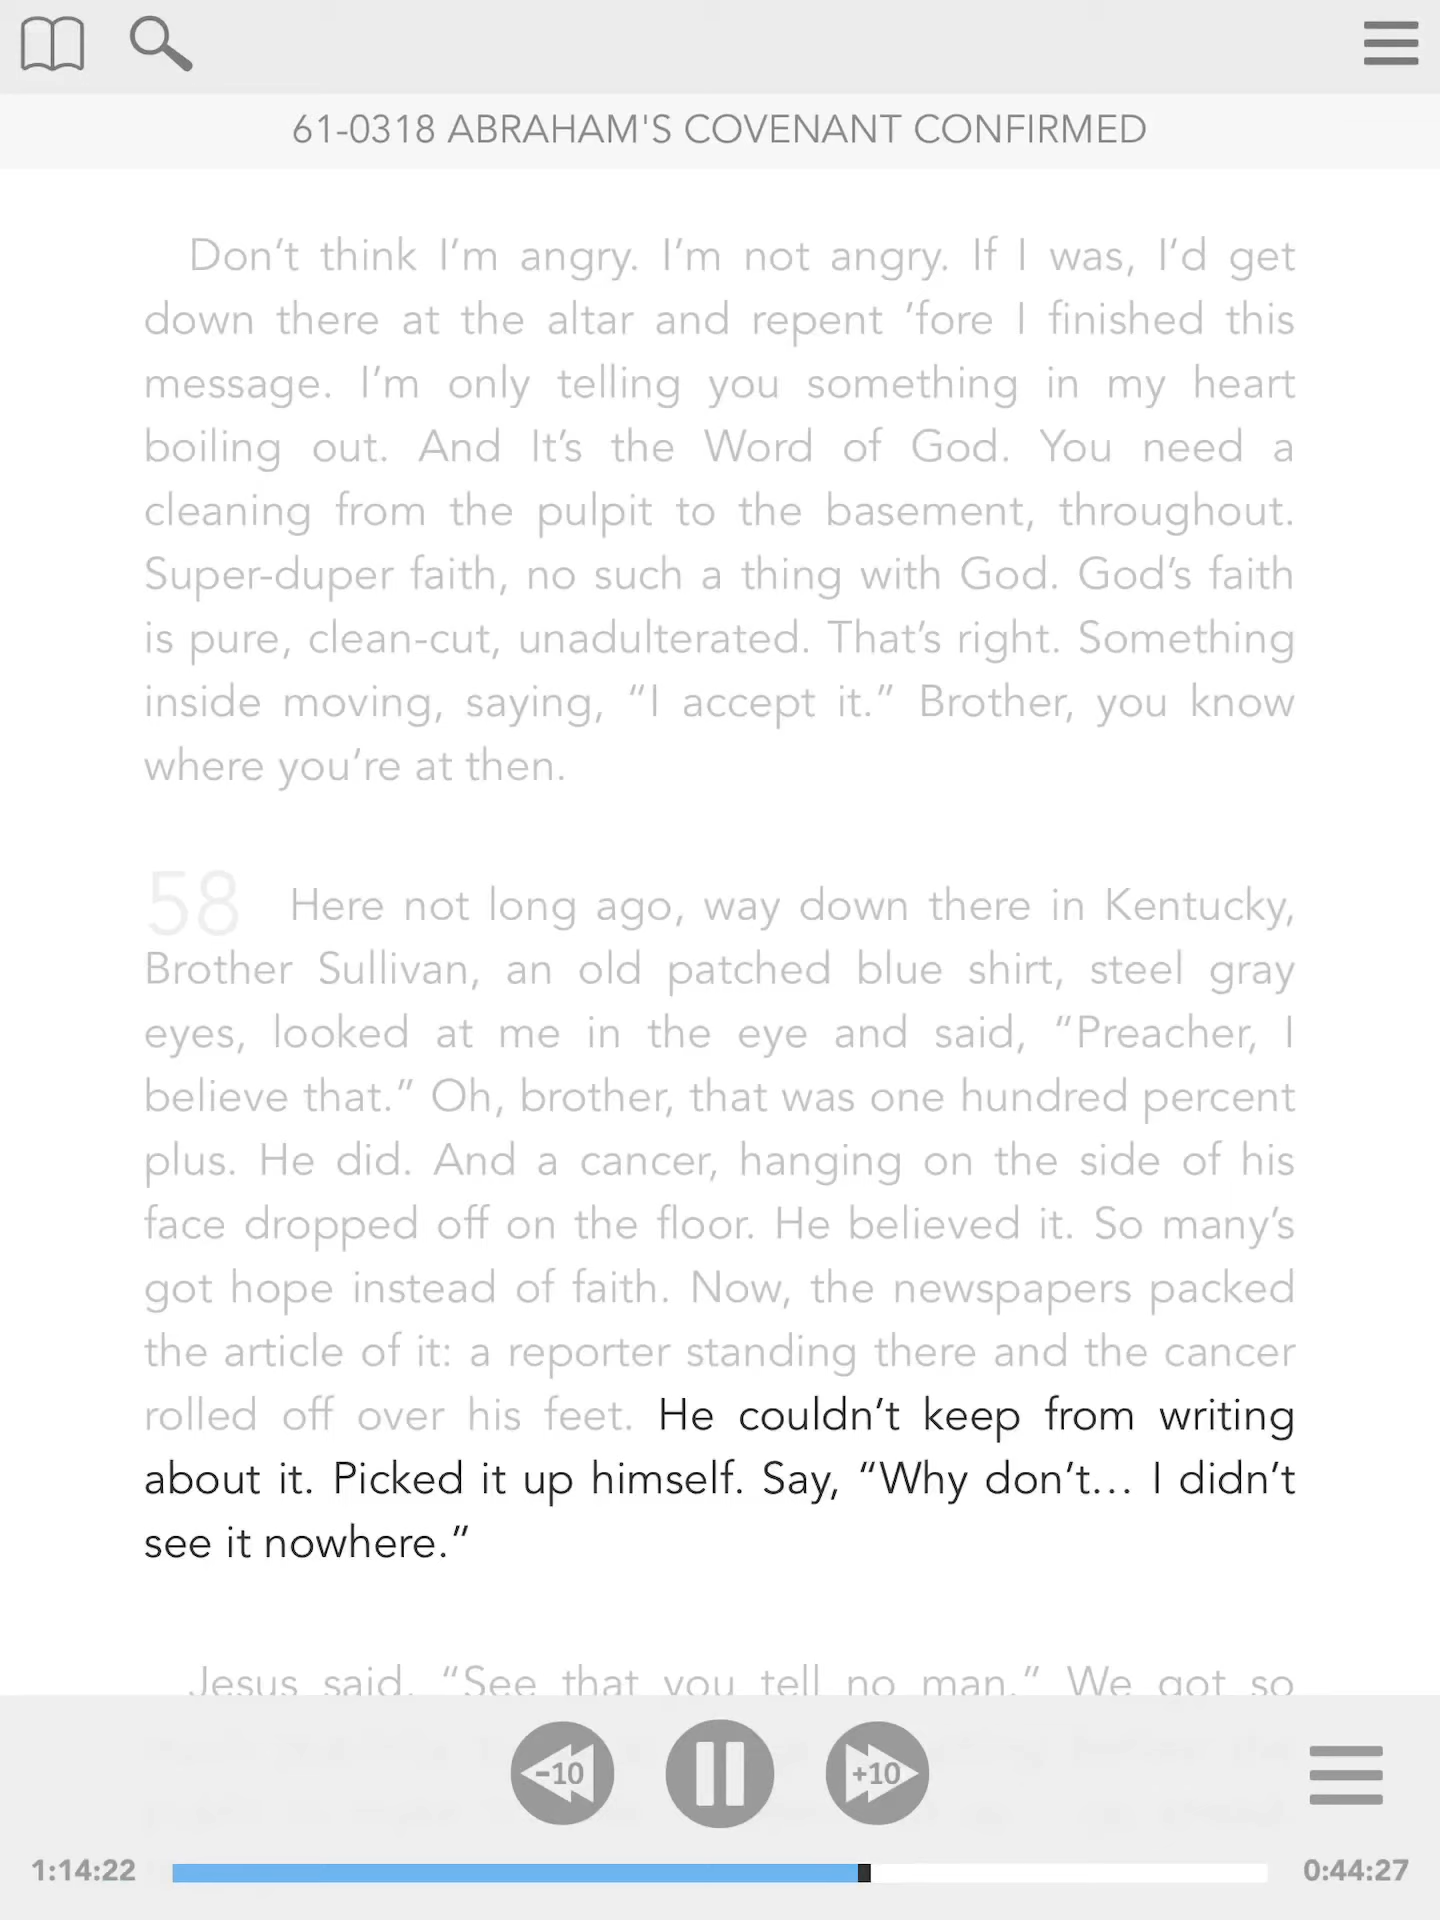 61-0318 ABRAHAM'S COVENANT CONFIRMED
Don’t think I’m angry. I’m not angry. If I was, I’d get
down there at the altar and repent ’fore I finished this
message. I’m only telling you something in my heart
boiling out. And It’s the Word of God. You need a
cleaning from the pulpit to the basement, throughout.
Super-duper faith, no such a thing with God. God’s faith
is pure, clean-cut, unadulterated. That’s right. Something
inside moving, saying, “I accept it.” Brother, you know
where you’re at then.
58 Here not long ago, way down there in Kentucky,
Brother Sullivan, an old patched blue shirt, steel gray
eyes, looked at me in the eye and said, “Preacher, I
believe that.” Oh, brother, that was one hundred percent
plus. He did. And a cancer, hanging on the side of his
face dropped off on the floor. He believed it. So many’s
got hope instead of faith. Now, the newspapers packed
the article of it: a reporter standing there and the cancer
rolled off over his feet. He couldn’t keep from writing
about it. Picked it up himself. Say, “Why don’t… I didn’t
see it nowhere.”
Jesus said, “See that you tell no man.” We got so
-10 +10
1:14:22 0:44:27